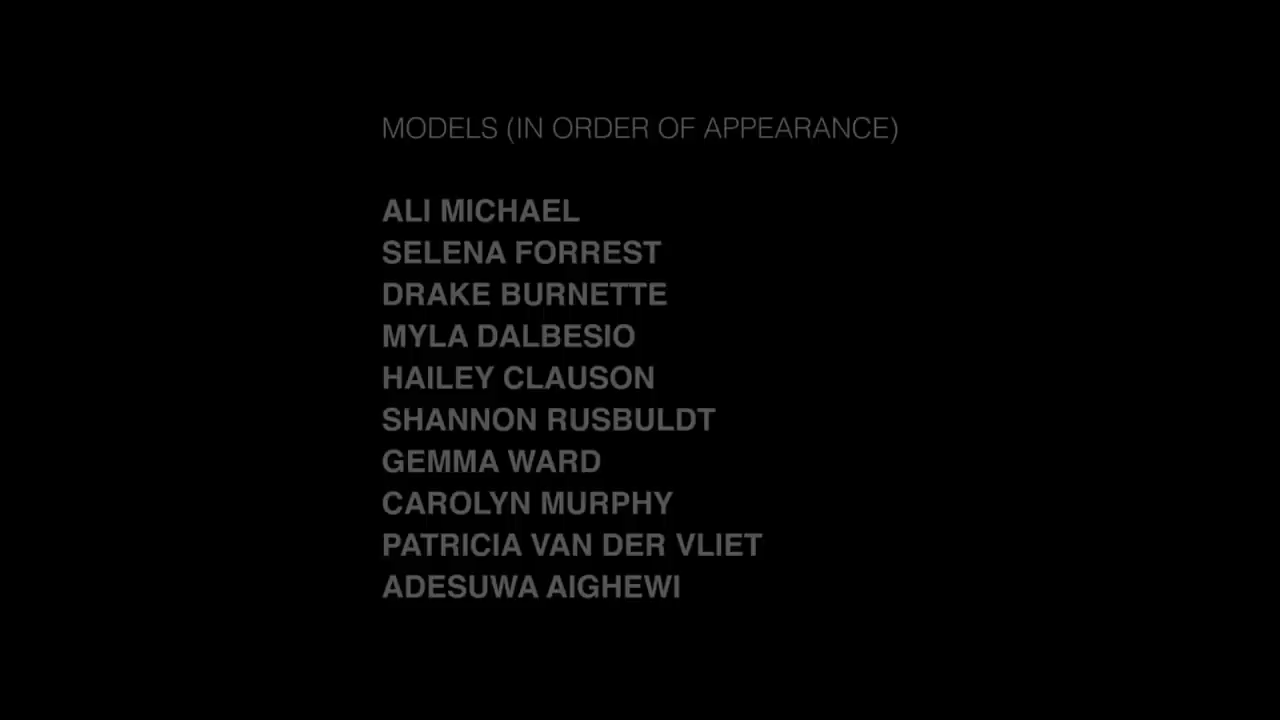 MODELS (IN ORDER OF APPEARANCE)
ALI MICHAEL
SELENA FORREST
DRAKE BURNETTE
MYLA DALBESIO
HAILEY CLAUSON
SHANNON RUSBULDT
GEMMA WARD
CAROLYN MURPHY
PATRICIA VAN DER VLIET
ADESUWA AIGHEWI